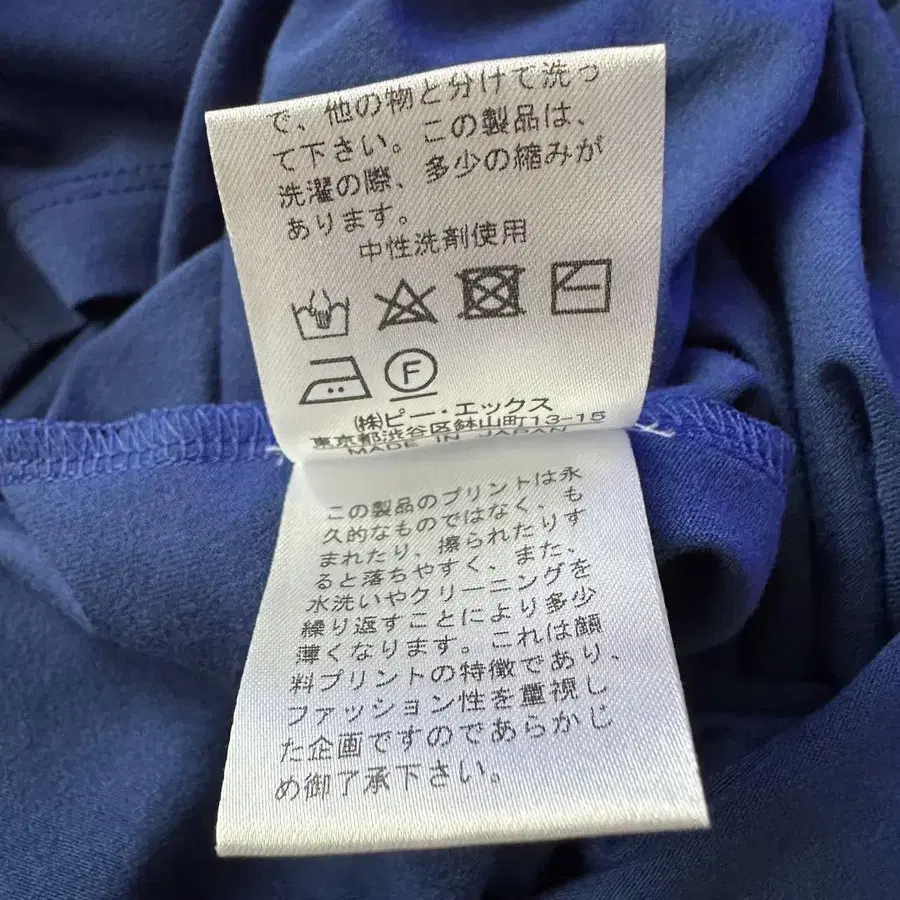 で、他の物と分けて洗っ
て下さい。この製品は、
洗濯の際、多少の縮みが
あります。
中性洗剤使用
F
㈱ピー・エックス
東京都渋谷区鉢山町13-15
MADE IN JAPAN
この製品のプリントは永
久的なものではなく、も
まれたり、擦られたりす
ると落ちやすく、また、
水洗いやクリーニングを
繰り返すことにより多少
薄くなります。これは顔
料プリントの特徴であり、
ファッション性を重視し
た企画ですのであらかじ
め御了承下さい。